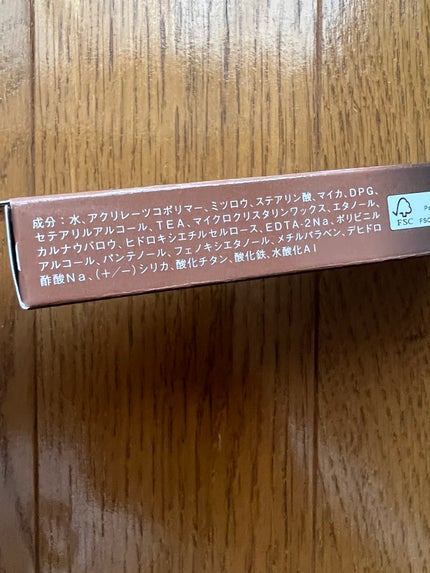 成分：水、アクリレーツコポリマー、ミツロウ、ステアリン酸、マイカ、DPG、
セテアリルアルコール、TEA、マイクロクリスタリンワックス、エタノール、
カルナウバロウ、ヒドロキシエチルセルロース、EDTA-2Na、ポリビニル
アルコール、パンテノール、フェノキシエタノール、メチルパラベン、デヒドロ
酢酸Na、(+/−)シリカ、酸化チタン、酸化鉄、水酸化Al
FSC